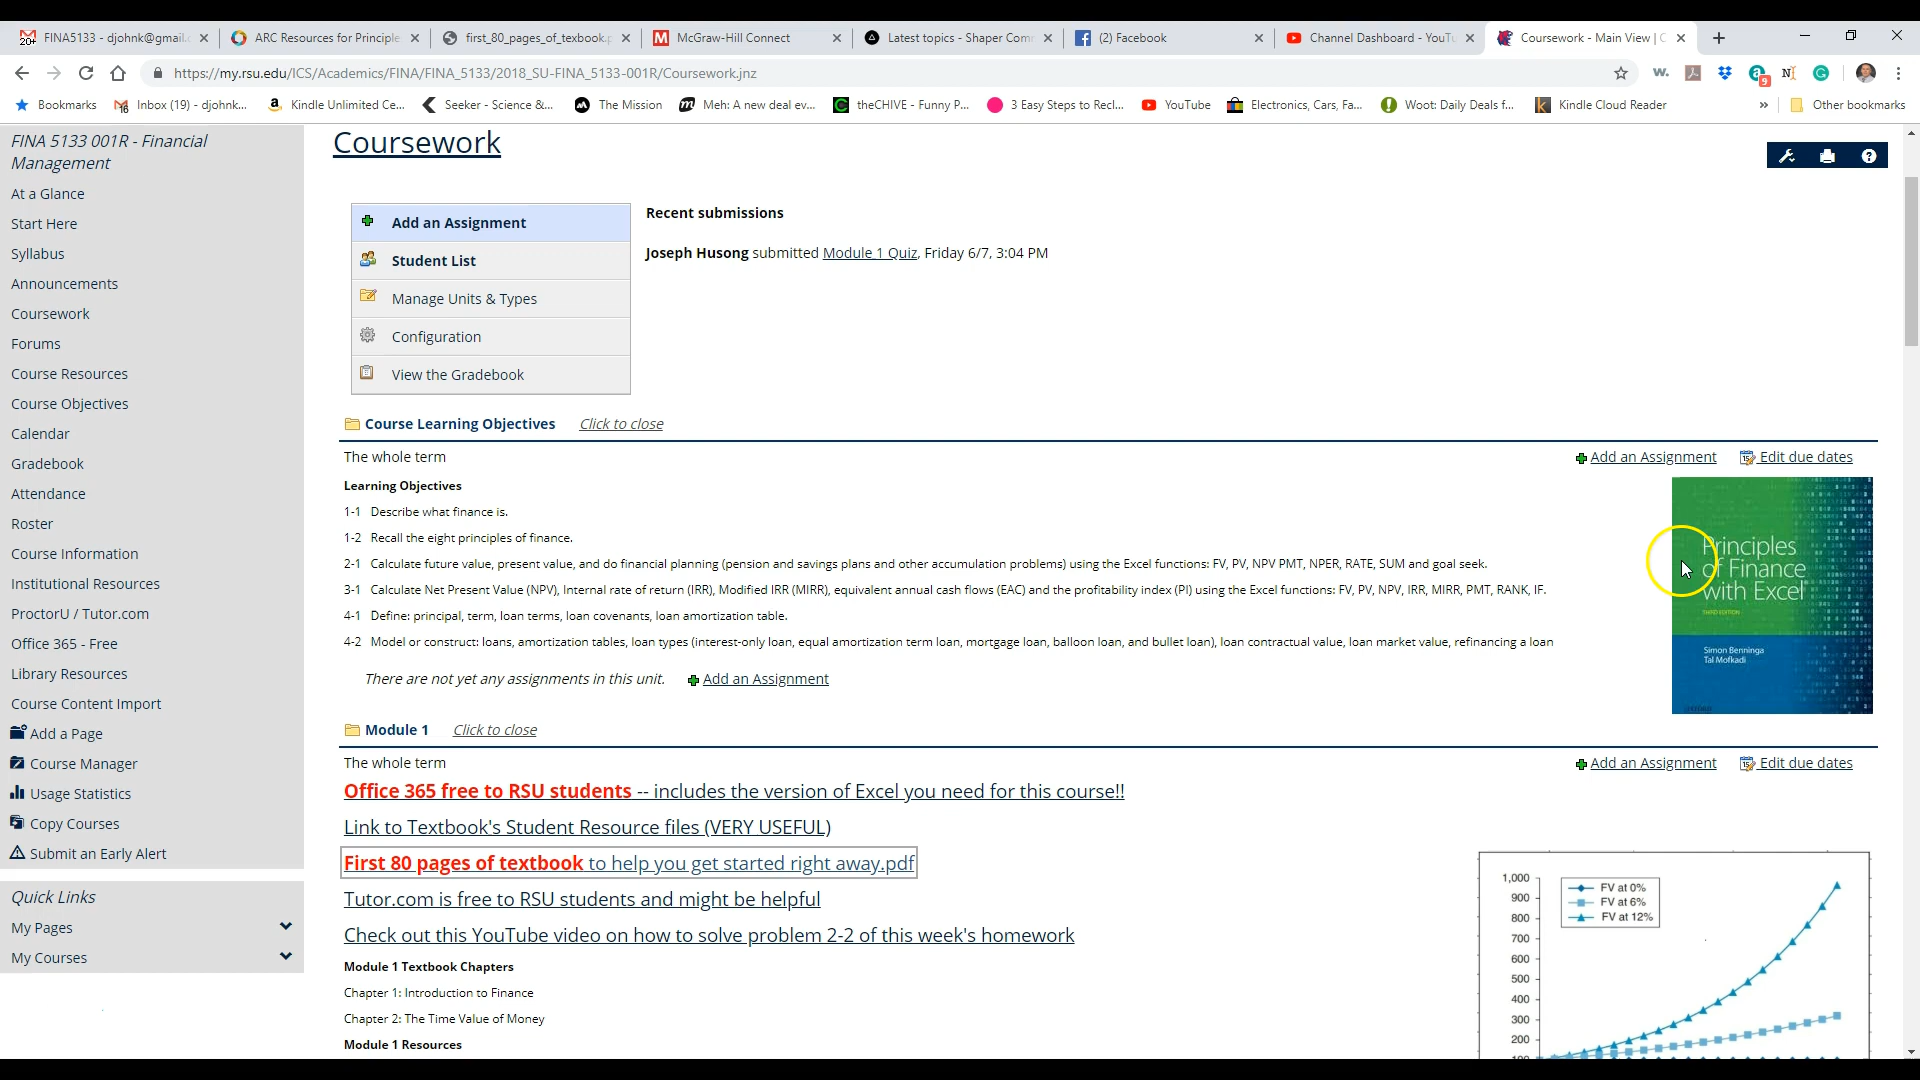 FINA5133 - djohnk@gmail.
ARC Resources for Principle
first_80_pages_of_texbook.p
McGraw-Hill Connect
Latest topics - Shaper Com
(2) Facebook
Channel Dashboard - YouTu
Coursework - Main View | C
https://my.rsu.edu/ICS/Academics/FINA/FINA_5133/2018_SU-FINA_5133-001R/Coursework.jnz
Bookmarks
Inbox (19) - djohnk...
Kindle Unlimited Ce...
Seeker - Science &...
The Mission
Meh: A new deal ev...
theCHIVE - Funny P...
3 Easy Steps to Recl...
YouTube
Electronics, Cars, Fa...
Woot: Daily Deals f...
Kindle Cloud Reader
»
Other bookmarks
FINA 5133 001R - Financial
Management
At a Glance
Start Here
Syllabus
Announcements
Coursework
Forums
Course Resources
Course Objectives
Calendar
Gradebook
Attendance
Roster
Course Information
Institutional Resources
ProctorU / Tutor.com
Office 365 - Free
Library Resources
Course Content Import
Add a Page
Course Manager
Usage Statistics
Copy Courses
Submit an Early Alert
Quick Links
My Pages
My Courses
Coursework
Add an Assignment
Student List
Manage Units & Types
Configuration
View the Gradebook
Recent submissions
Joseph Husong submitted Module 1 Quiz, Friday 6/7, 3:04 PM
Course Learning Objectives Click to close
The whole term
Add an Assignment Edit due dates
Learning Objectives
1-1 Describe what finance is.
1-2 Recall the eight principles of finance.
2-1 Calculate future value, present value, and do financial planning (pension and savings plans and other accumulation problems) using the Excel functions: FV, PV, NPV PMT, NPER, RATE, SUM and goal seek.
3-1 Calculate Net Present Value (NPV), Internal rate of return (IRR), Modified IRR (MIRR), equivalent annual cash flows (EAC) and the profitability index (PI) using the Excel functions: FV, PV, NPV, IRR, MIRR, PMT, RANK, IF.
4-1 Define: principal, term, loan terms, loan covenants, loan amortization table.
4-2 Model or construct: loans, amortization tables, loan types (interest-only loan, equal amortization term loan, mortgage loan, balloon loan, and bullet loan), loan contractual value, loan market value, refinancing a loan
There are not yet any assignments in this unit. Add an Assignment
Principles
of Finance
with Excel
THIRD EDITION
Simon Benninga
Tal Mofkadi
OXFORD
Module 1 Click to close
The whole term
Add an Assignment Edit due dates
Office 365 free to RSU students -- includes the version of Excel you need for this course!!
Link to Textbook's Student Resource files (VERY USEFUL)
First 80 pages of textbook to help you get started right away.pdf
Tutor.com is free to RSU students and might be helpful
Check out this YouTube video on how to solve problem 2-2 of this week's homework
Module 1 Textbook Chapters
Chapter 1: Introduction to Finance
Chapter 2: The Time Value of Money
Module 1 Resources
1,000
900
800
700
600
500
400
300
200
100
FV at 0%
FV at 6%
FV at 12%